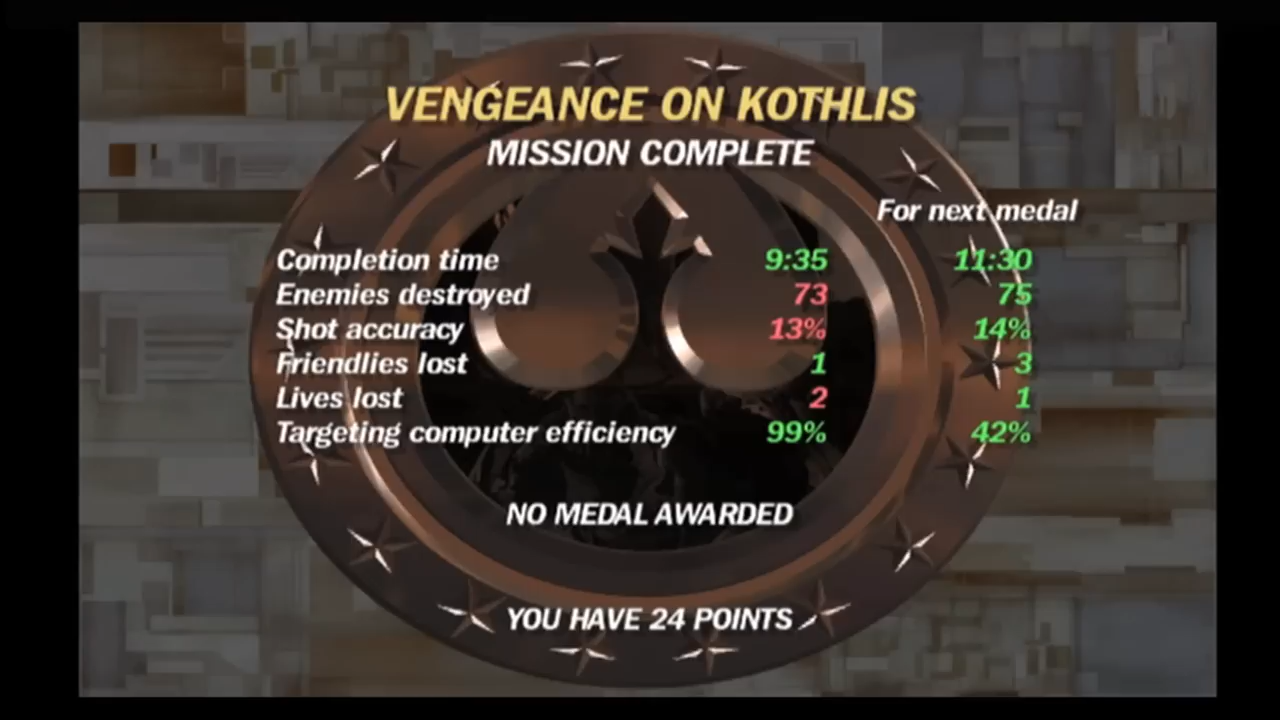 VENGEANCE ON KOTHLIS
MISSION COMPLETE
For next medal
Completion time 9:35 11:30
Enemies destroyed 73 75
Shot accuracy 13% 14%
Friendlies lost 1 3
Lives lost 2 1
Targeting computer efficiency 99% 42%
NO MEDAL AWARDED
YOU HAVE 24 POINTS